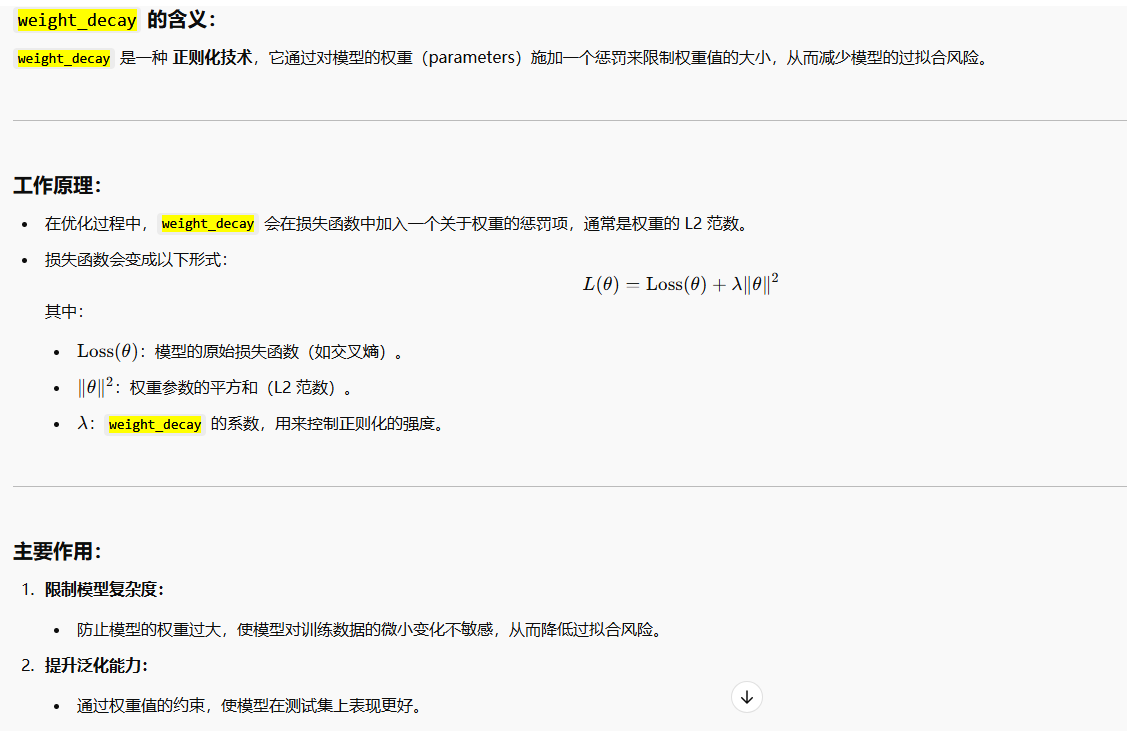 weight_decay 的含义：
weight_decay 是一种 正则化技术，它通过对模型的权重（parameters）施加一个惩罚来限制权重值的大小，从而减少模型的过拟合风险。
工作原理：
• 在优化过程中，weight_decay 会在损失函数中加入一个关于权重的惩罚项，通常是权重的 L2 范数。
• 损失函数会变成以下形式：
L(θ) = Loss(θ) + λ‖θ‖²
其中：
• Loss(θ)：模型的原始损失函数（如交叉熵）。
• ‖θ‖²：权重参数的平方和（L2 范数）。
• λ：weight_decay 的系数，用来控制正则化的强度。
主要作用：
1. 限制模型复杂度：
• 防止模型的权重过大，使模型对训练数据的微小变化不敏感，从而降低过拟合风险。
2. 提升泛化能力：
• 通过权重值的约束，使模型在测试集上表现更好。